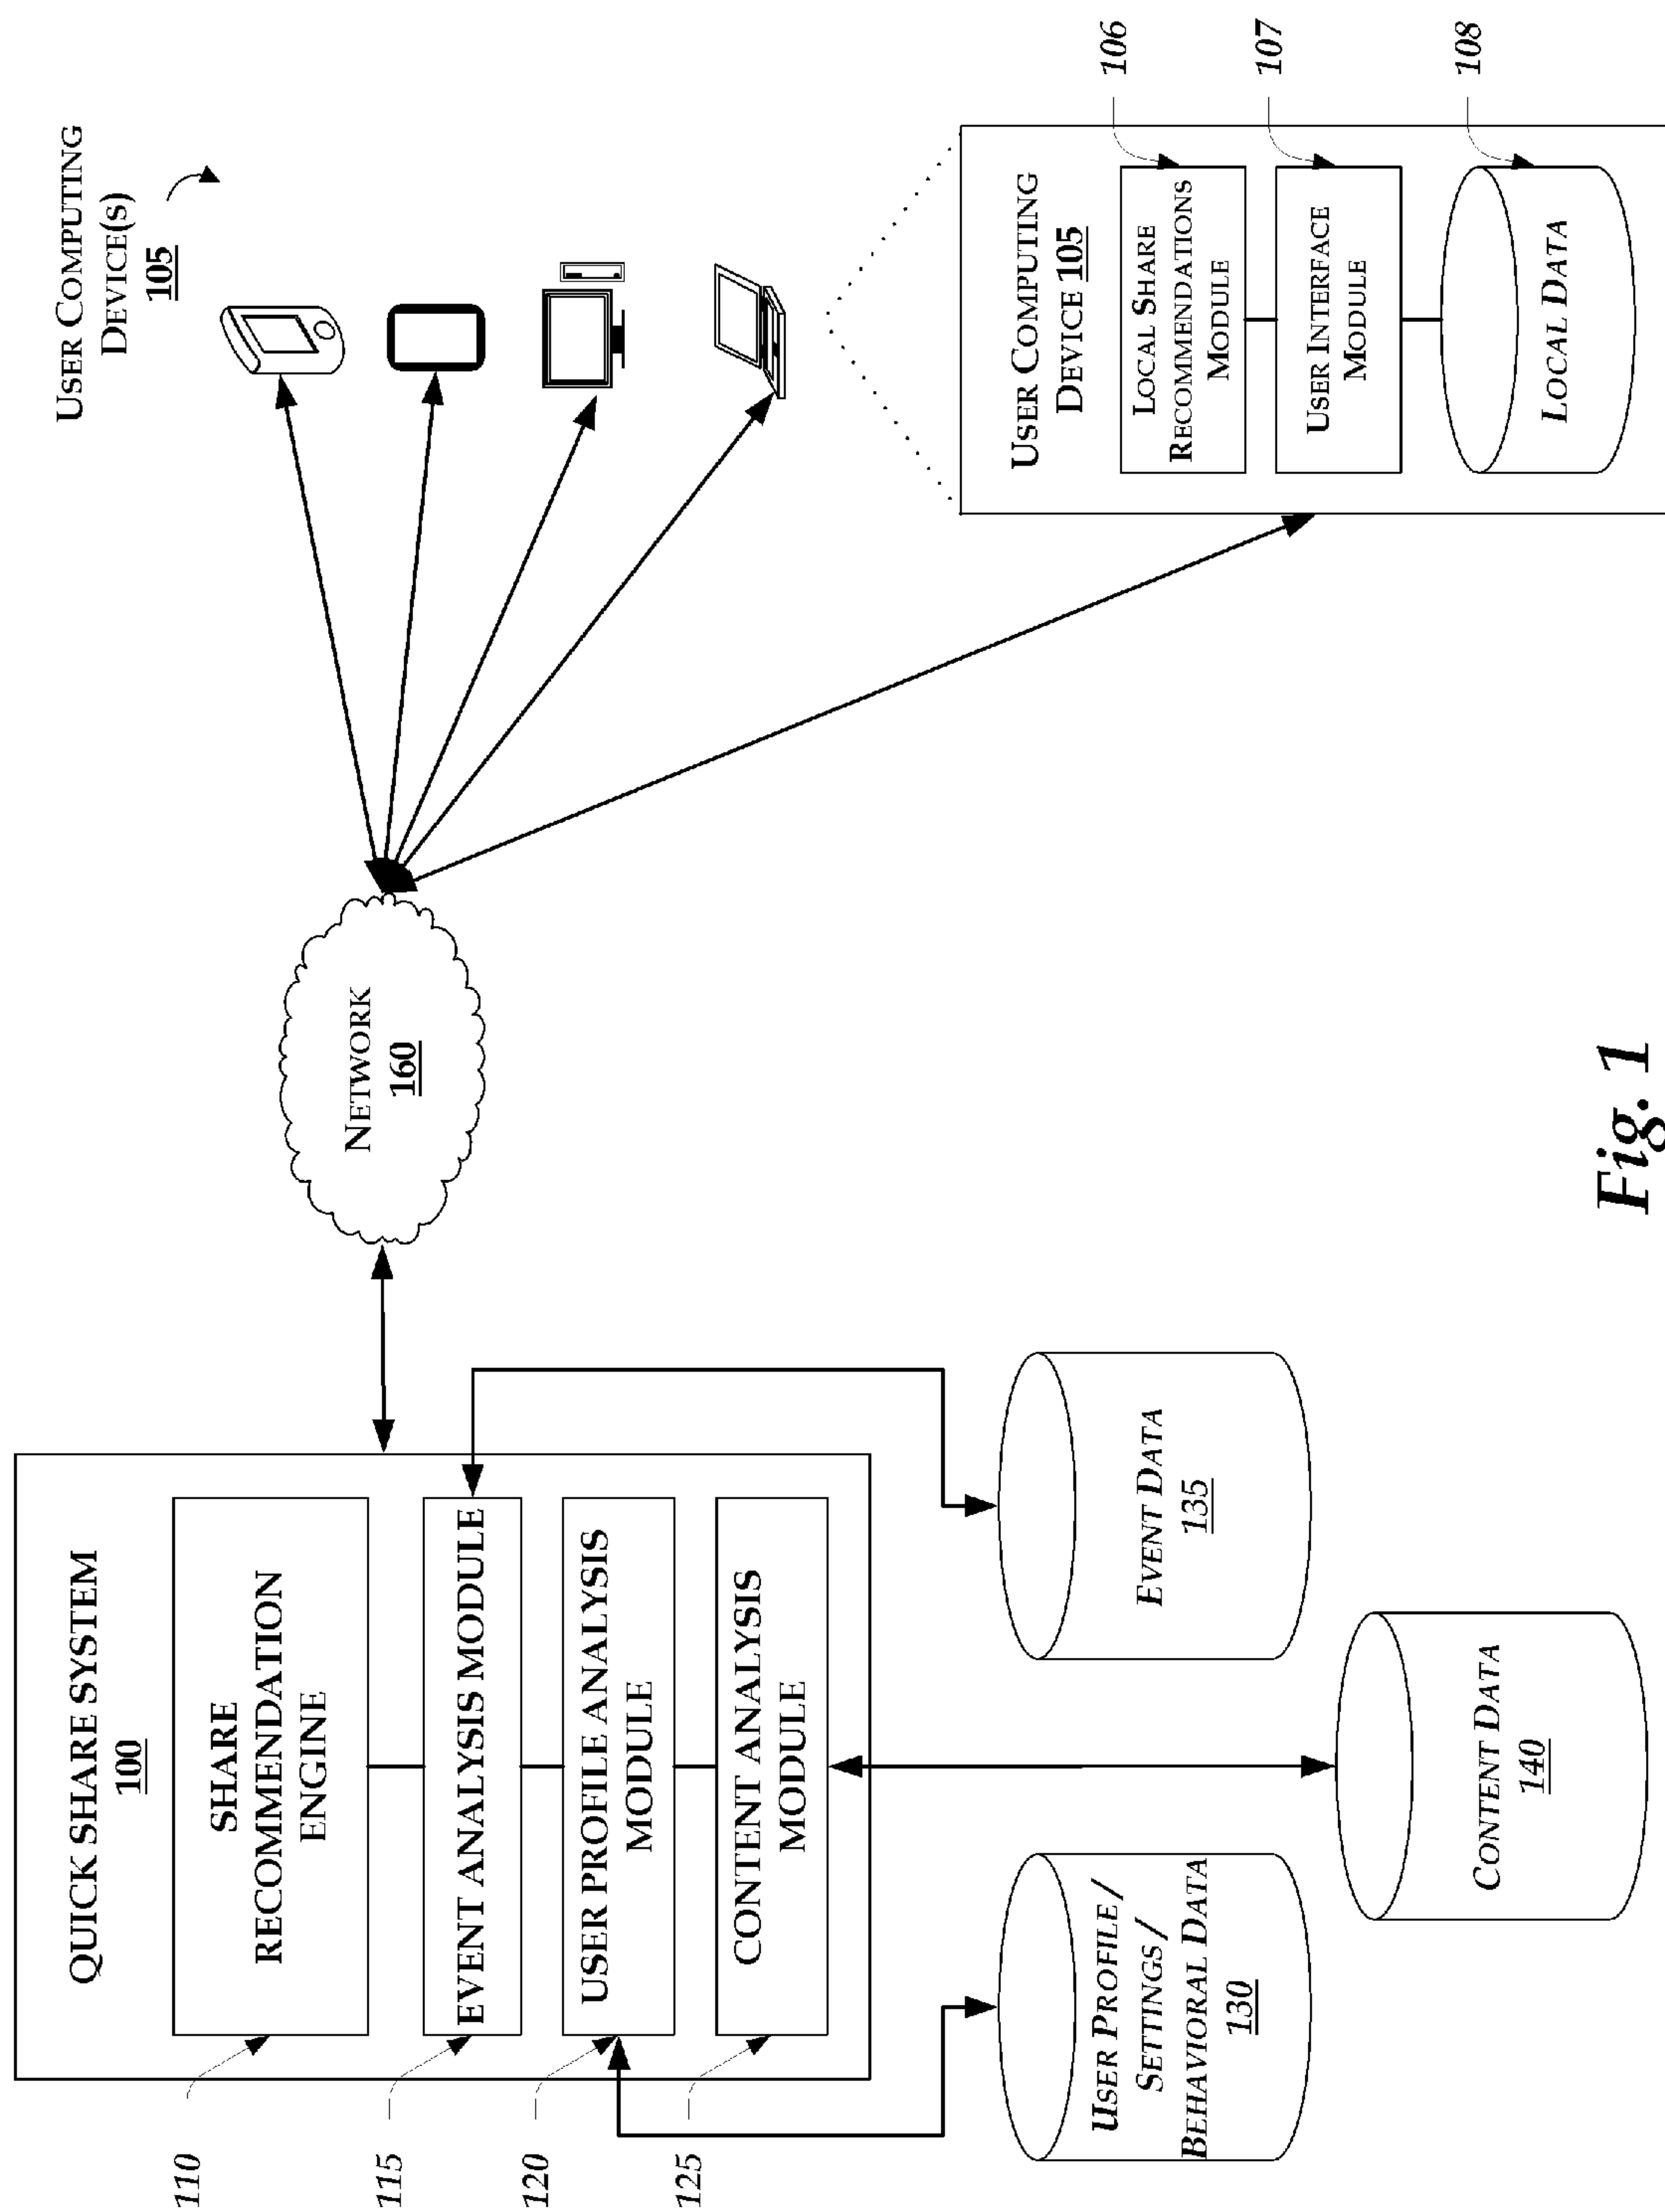 QUICK SHARE SYSTEM
100
110
SHARE
RECOMMENDATION
ENGINE
115
EVENT ANALYSIS MODULE
120
USER PROFILE ANALYSIS
MODULE
125
CONTENT ANALYSIS
MODULE
USER PROFILE/
SETTINGS/
BEHAVIORAL DATA
130
EVENT DATA
135
CONTENT DATA
140
NETWORK
160
USER COMPUTING
DEVICE(S)
105
USER COMPUTING
DEVICE 105
LOCAL SHARE
RECOMMENDATIONS
MODULE
106
USER INTERFACE
MODULE
107
LOCAL DATA
108
Fig. 1